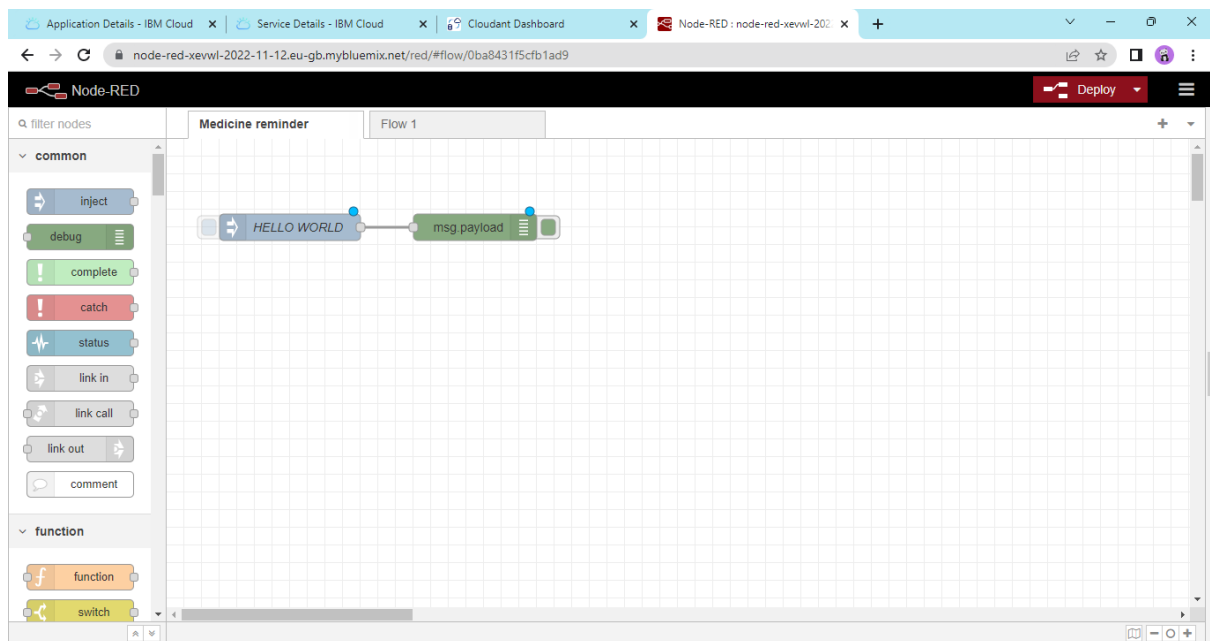 Application Details - IBM Cloud
Service Details - IBM Cloud
Cloudant Dashboard
Node-RED : node-red-xevwl-202
node-red-xevwl-2022-11-12.eu-gb.mybluemix.net/red/#flow/0ba8431f5cfb1ad9
Node-RED
Deploy
filter nodes
Medicine reminder
Flow 1
common
inject
HELLO WORLD
msg.payload
debug
complete
catch
status
link in
link call
link out
comment
function
function
switch